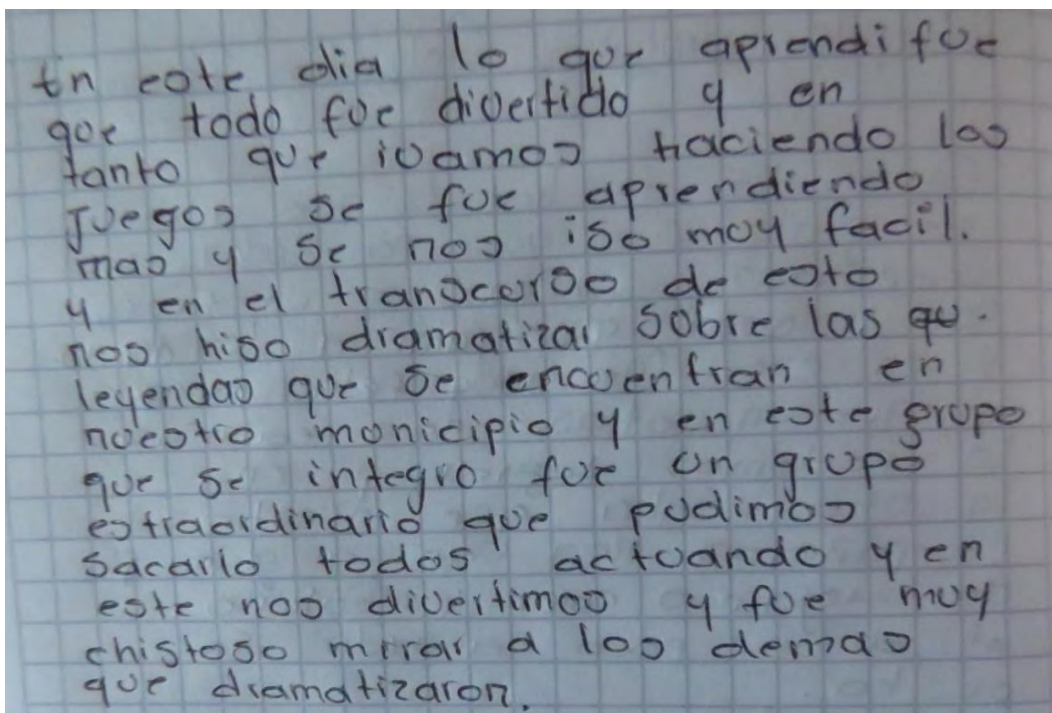 En este dia lo que aprendi fue
que todo fue divertido y en
tanto que ivamos haciendo los
juegos se fue aprendiendo
mas y se nos iso muy facil.
y en el transcurso de esto
nos hiso dramatizar sobre las qu.
leyendas que se encuentran en
nuestro municipio y en este grupo
que se integro fue un grupo
estraordinario que pudimos
sacarlo todos actuando y en
este nos divertimos y fue muy
chistoso mirar a los demas
que dramatizaron.